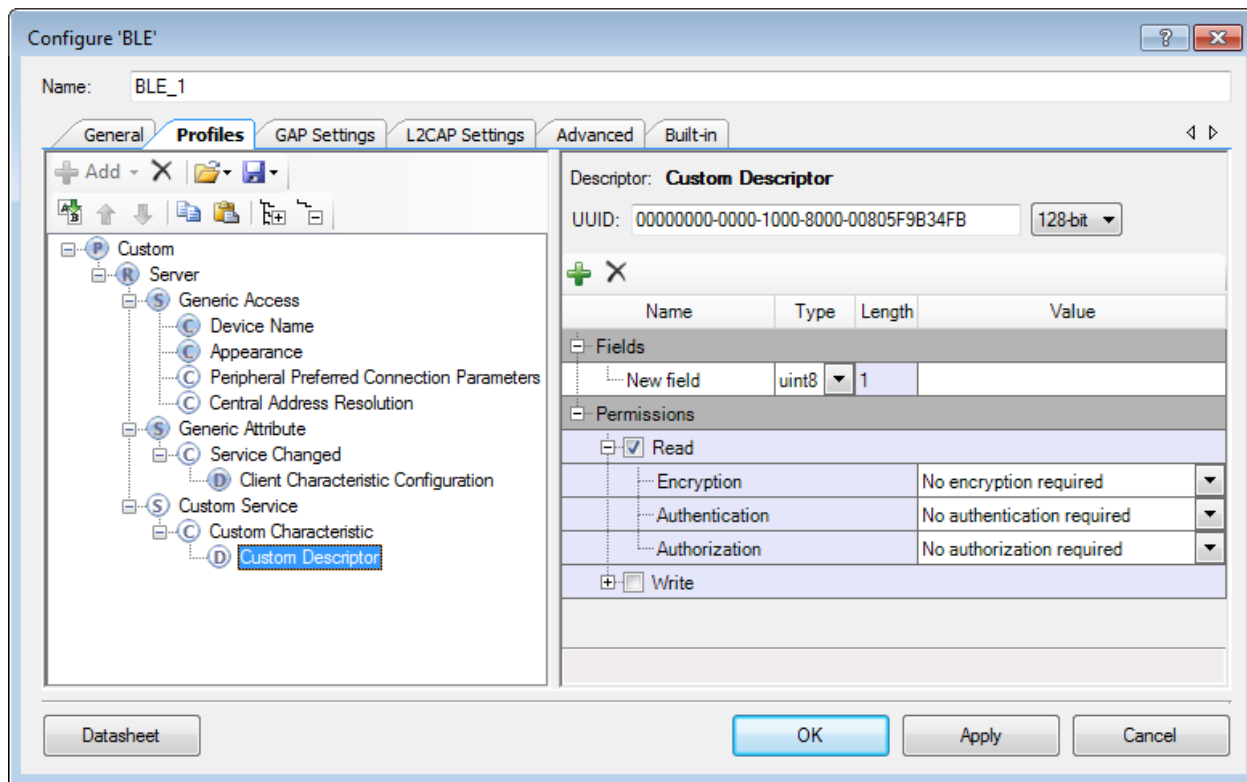 Configure 'BLE'
Name: BLE_1
General Profiles GAP Settings L2CAP Settings Advanced Built-in
Add
Descriptor: Custom Descriptor
UUID: 00000000-0000-1000-8000-00805F9B34FB 128-bit
P Custom
R Server
S Generic Access
C Device Name
C Appearance
C Peripheral Preferred Connection Parameters
C Central Address Resolution
S Generic Attribute
C Service Changed
D Client Characteristic Configuration
S Custom Service
C Custom Characteristic
D Custom Descriptor
Name Type Length Value
Fields
New field uint8 1
Permissions
Read
Encryption No encryption required
Authentication No authentication required
Authorization No authorization required
Write
Datasheet OK Apply Cancel